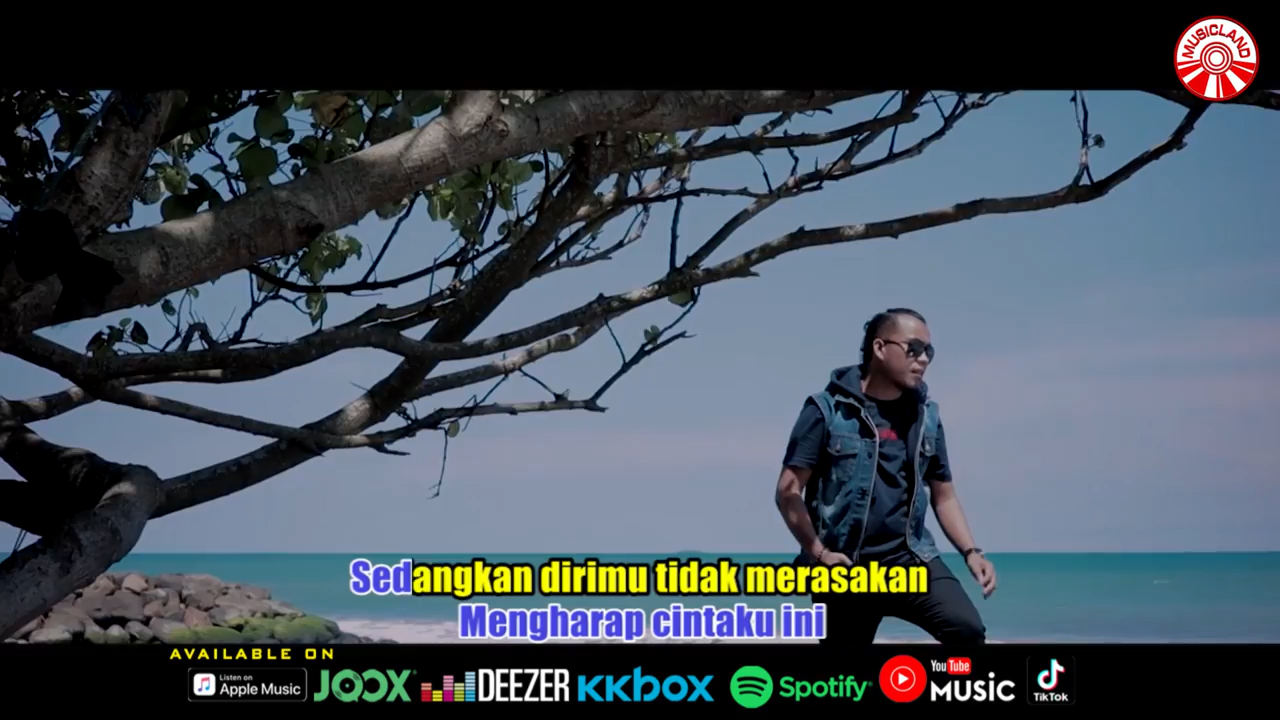 MUSICLAND
Sedangkan dirimu tidak merasakan
Mengharap cintaku ini
AVAILABLE ON
Listen on
Apple Music
JOOX
DEEZER
KKBOX
Spotify
YouTube
MUSIC
TikTok